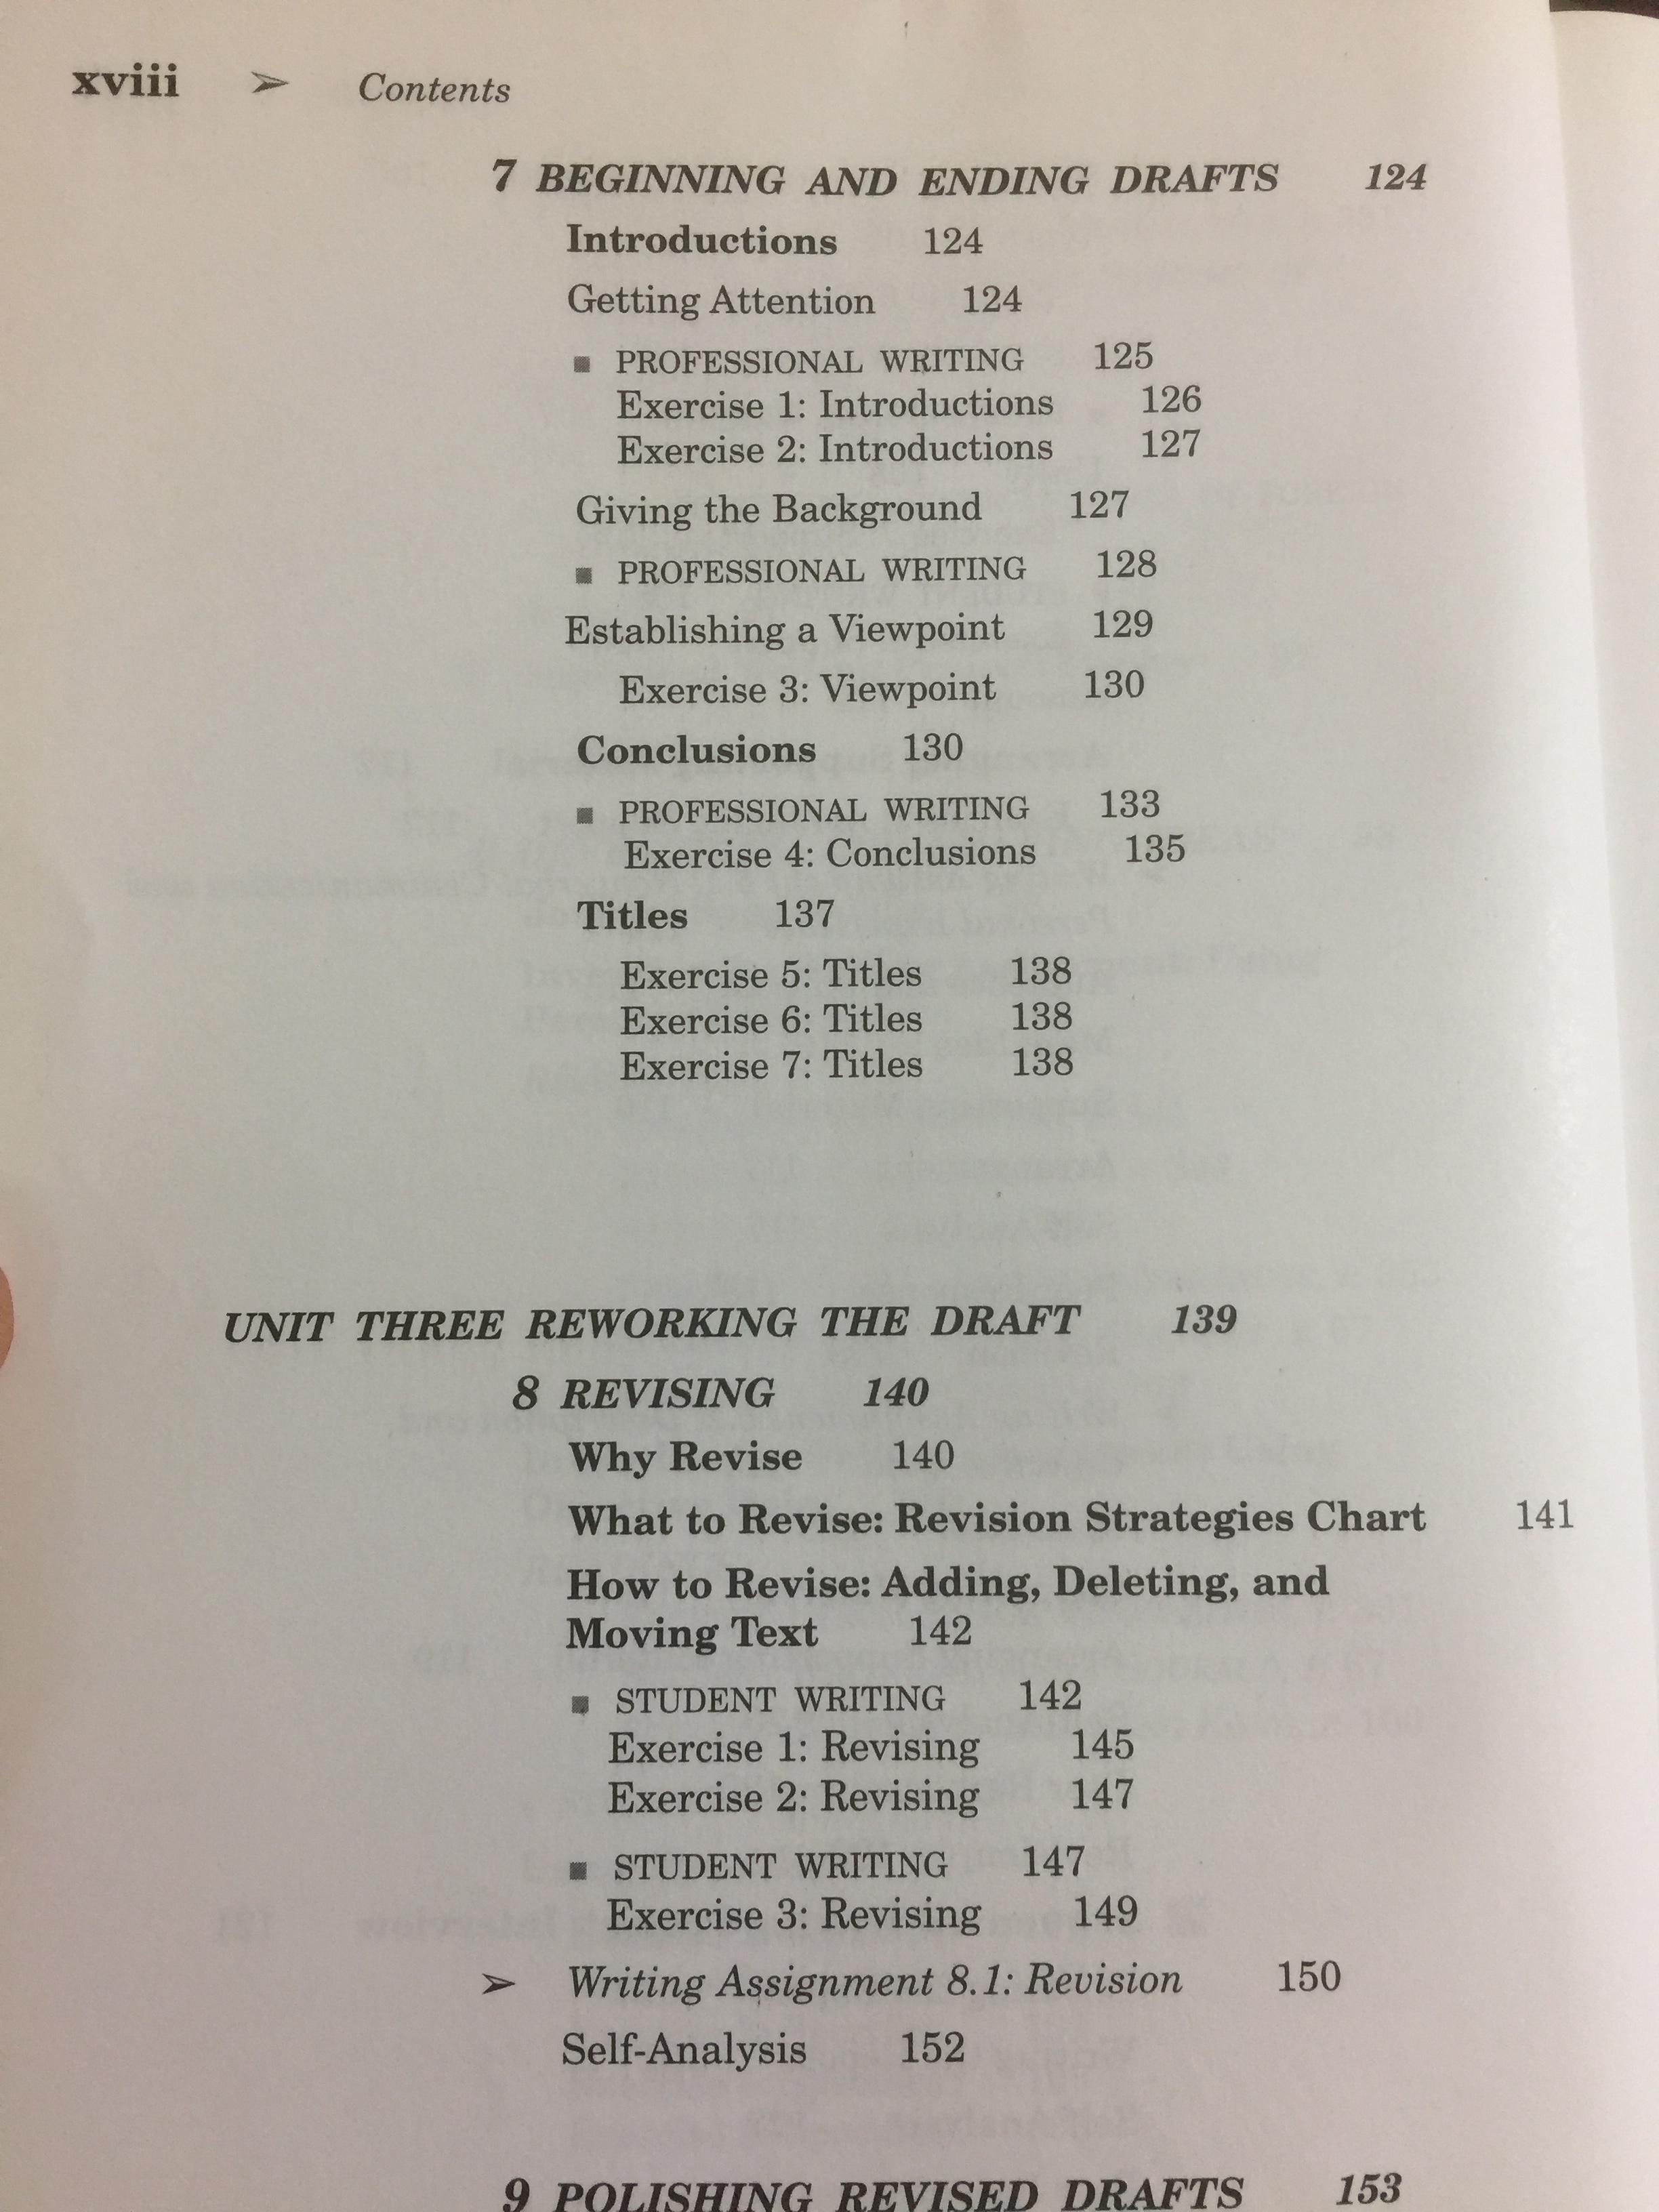 xviii ➢ Contents
7 BEGINNING AND ENDING DRAFTS 124
Introductions 124
Getting Attention 124
■ PROFESSIONAL WRITING 125
Exercise 1: Introductions 126
Exercise 2: Introductions 127
Giving the Background 127
■ PROFESSIONAL WRITING 128
Establishing a Viewpoint 129
Exercise 3: Viewpoint 130
Conclusions 130
■ PROFESSIONAL WRITING 133
Exercise 4: Conclusions 135
Titles 137
Exercise 5: Titles 138
Exercise 6: Titles 138
Exercise 7: Titles 138
UNIT THREE REWORKING THE DRAFT 139
8 REVISING 140
Why Revise 140
What to Revise: Revision Strategies Chart 141
How to Revise: Adding, Deleting, and
Moving Text 142
■ STUDENT WRITING 142
Exercise 1: Revising 145
Exercise 2: Revising 147
■ STUDENT WRITING 147
Exercise 3: Revising 149
➢ Writing Assignment 8.1: Revision 150
Self-Analysis 152
9 POLISHING REVISED DRAFTS 153